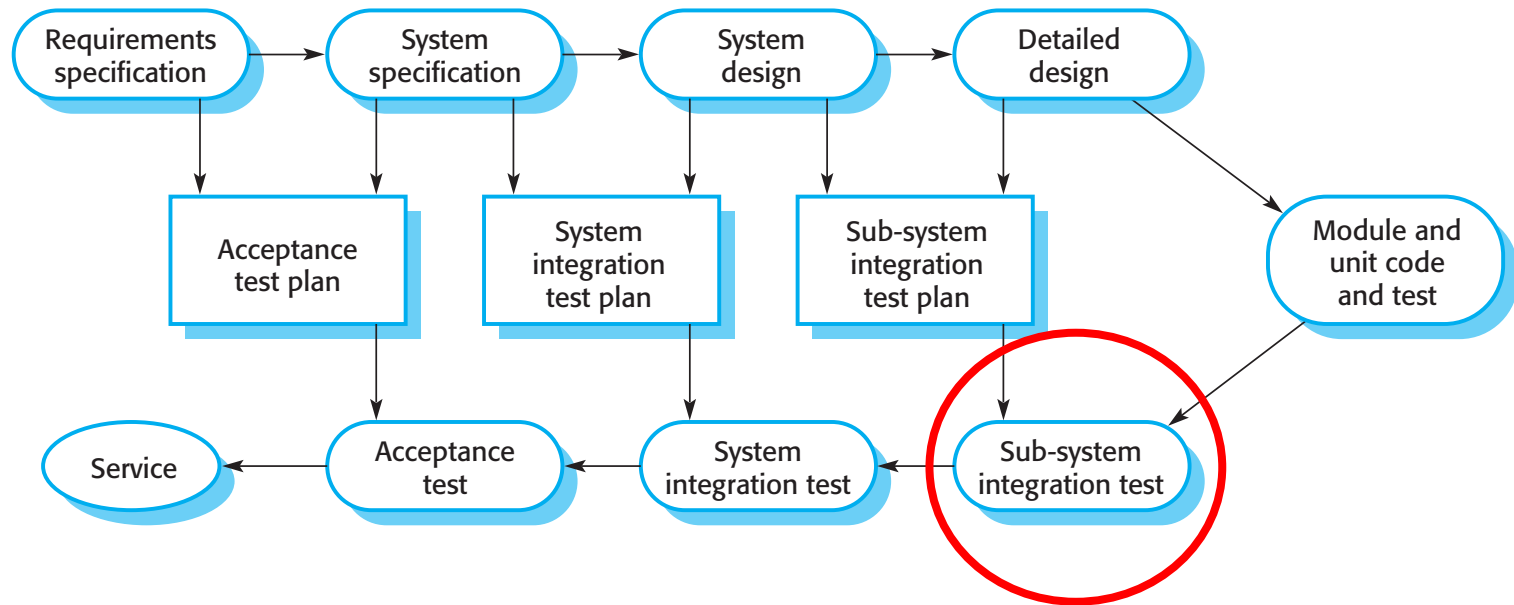 Requirements
specification
System
specification
System
design
Detailed
design
Acceptance
test plan
System
integration
test plan
Sub-system
integration
test plan
Module and
unit code
and test
Service
Acceptance
test
System
integration test
Sub-system
integration test